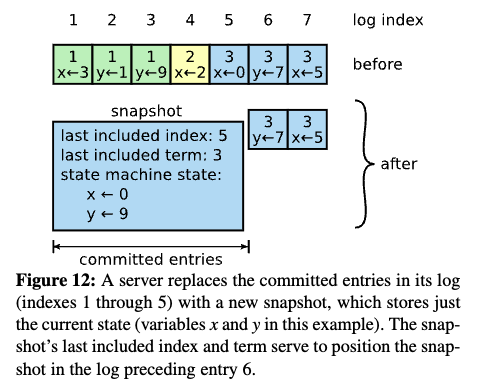 1 2 3 4 5 6 7 log index
1 1 1 2 3 3 3
x←3 y←1 y←9 x←2 x←0 y←7 x←5 before
snapshot
3 3
y←7 x←5
last included index: 5
last included term: 3
state machine state:
x ← 0
y ← 9
after
committed entries
Figure 12: A server replaces the committed entries in its log
(indexes 1 through 5) with a new snapshot, which stores just
the current state (variables x and y in this example). The snap-
shot's last included index and term serve to position the snap-
shot in the log preceding entry 6.